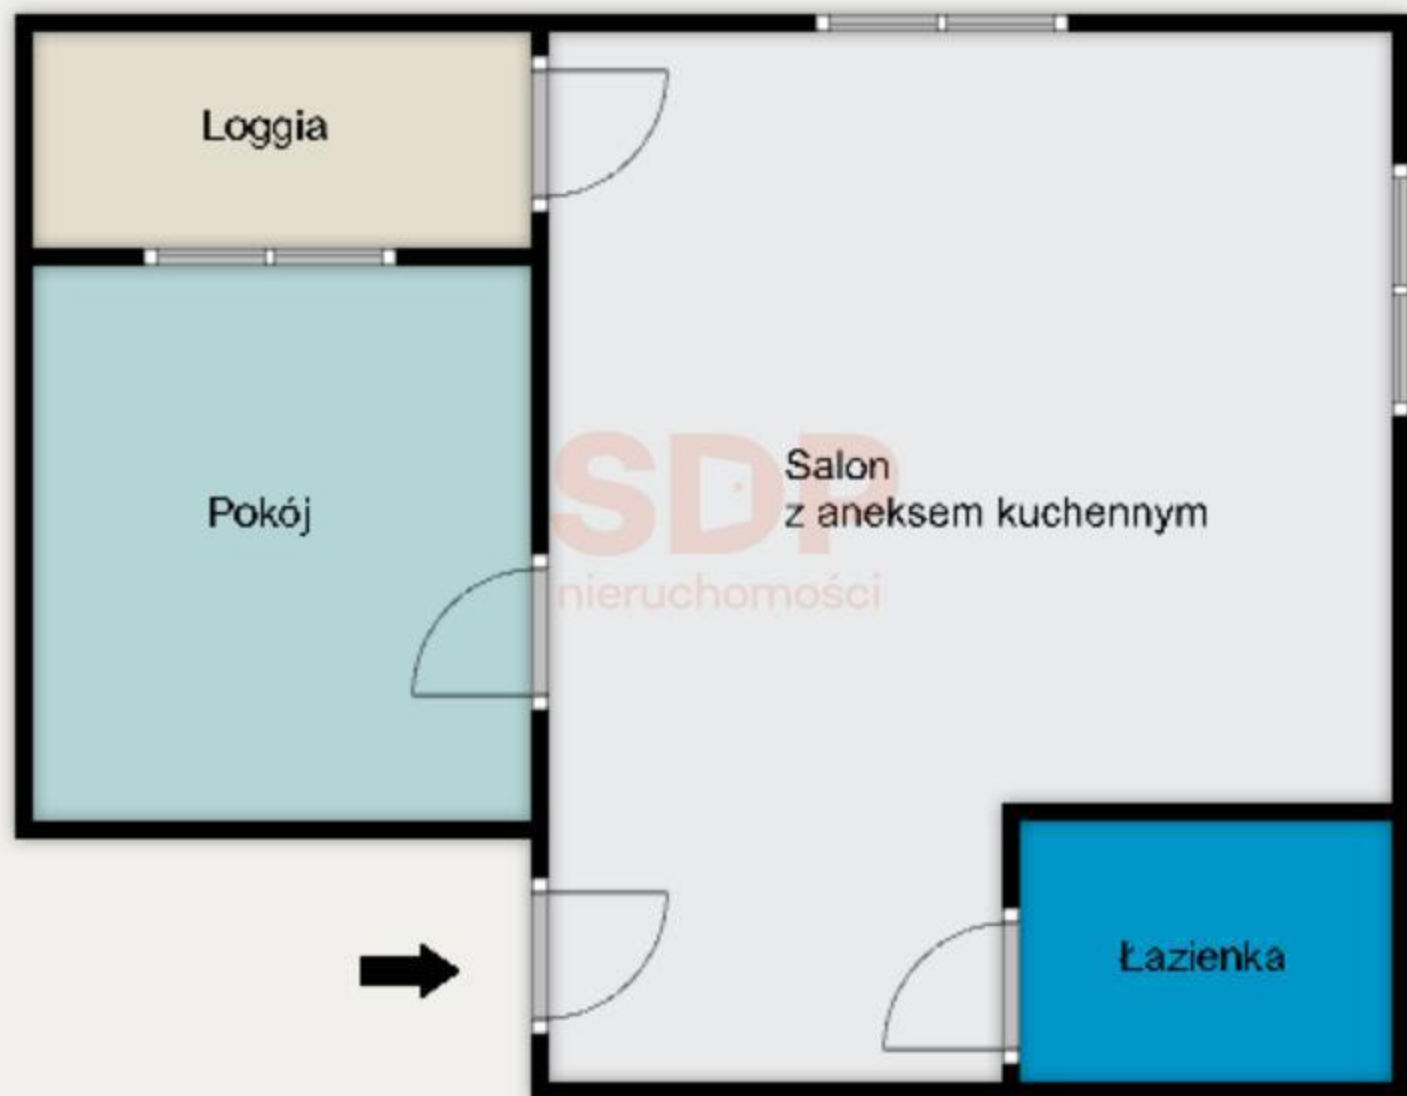 Loggia
Pokój
Salon
z aneksem kuchennym
SDP
nieruchomości
Łazienka